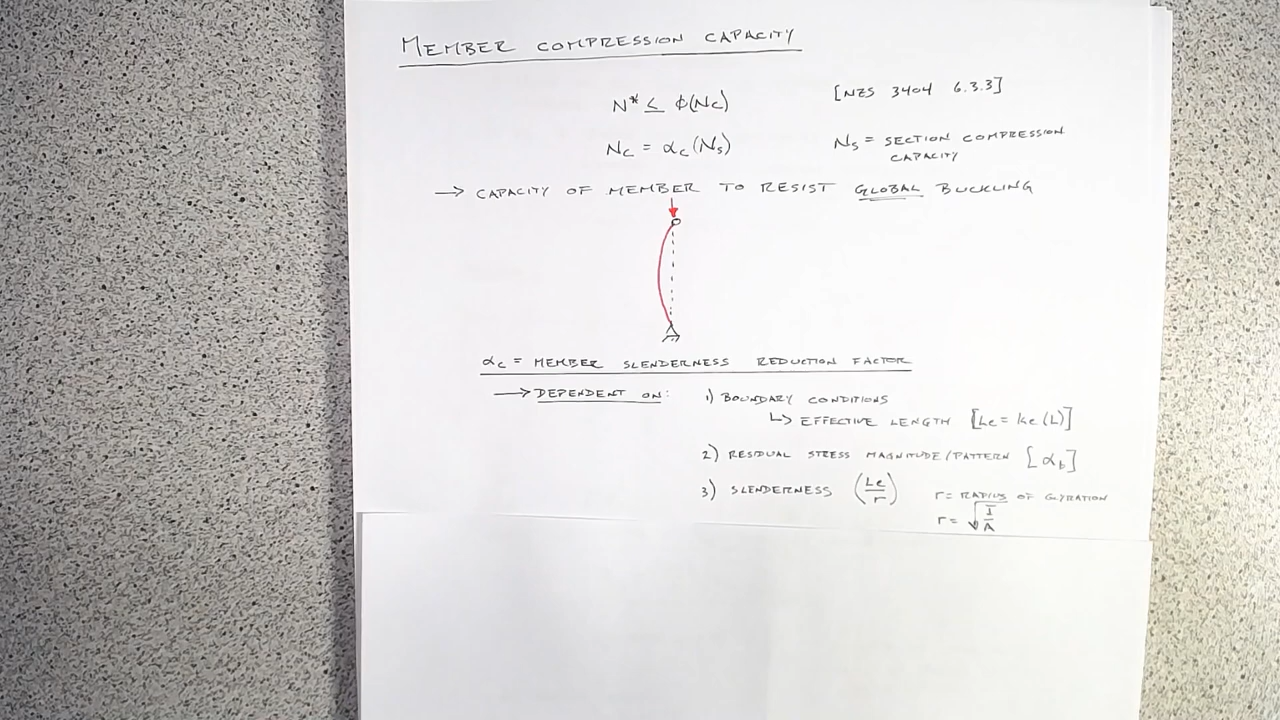 MEMBER COMPRESSION CAPACITY
N* ≤ ϕ(Nc) [NZS 3404 6.3.3]
Nc = αc(Ns) Ns = SECTION COMPRESSION
CAPACITY
→ CAPACITY OF MEMBER TO RESIST GLOBAL BUCKLING
αc = MEMBER SLENDERNESS REDUCTION FACTOR
→ DEPENDENT ON: 1) BOUNDARY CONDITIONS
↳ EFFECTIVE LENGTH [Le = ke(L)]
2) RESIDUAL STRESS MAGNITUDE/PATTERN [αb]
3) SLENDERNESS (Le/r) r = RADIUS OF GYRATION
r = √(I/A)